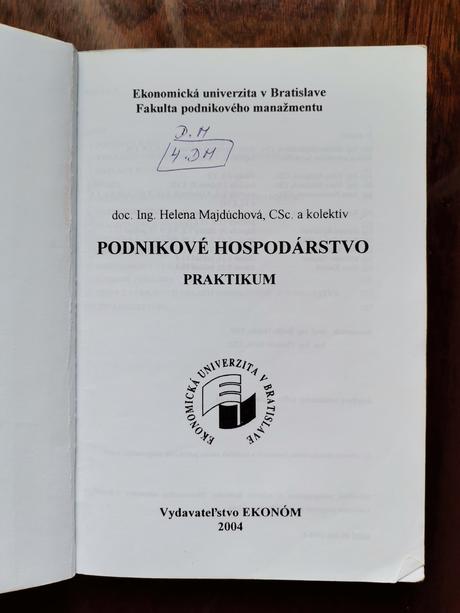 Ekonomická univerzita v Bratislave
Fakulta podnikového manažmentu
D.M
4.DM
doc. Ing. Helena Majdúchová, CSc. a kolektív
PODNIKOVÉ HOSPODÁRSTVO
PRAKTIKUM
EKONOMICKÁ UNIVERZITA V BRATISLAVE
Vydavateľstvo EKONÓM
2004